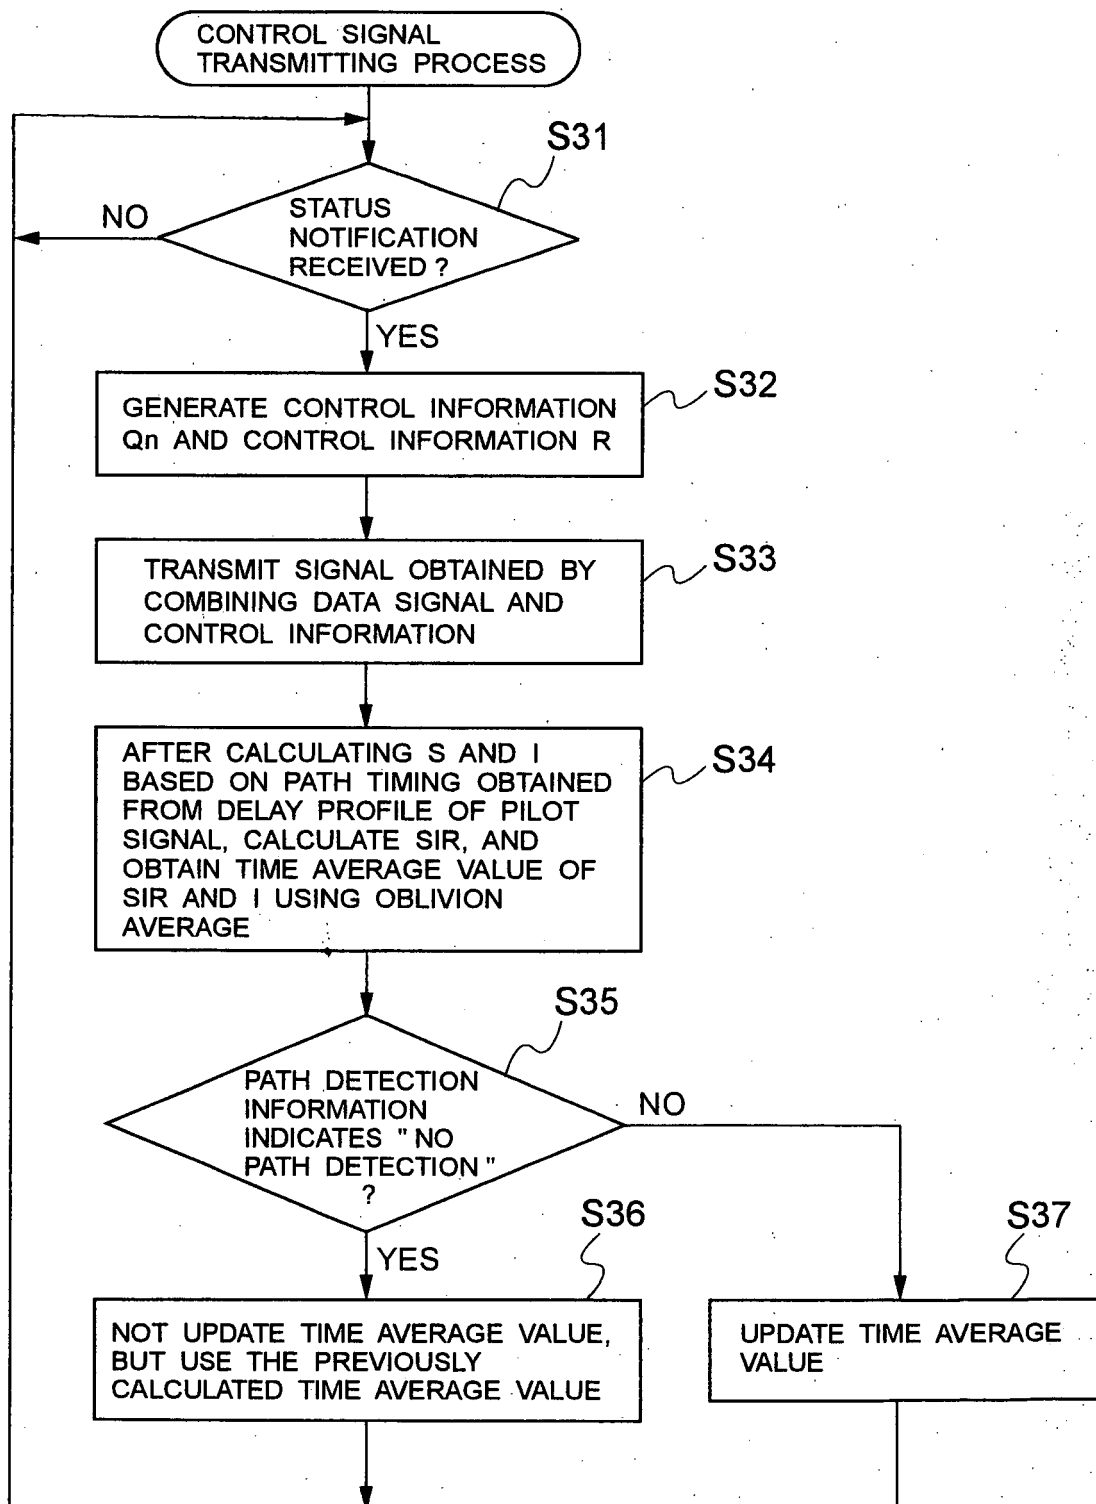 CONTROL SIGNAL
TRANSMITTING PROCESS
S31
STATUS
NOTIFICATION
RECEIVED ?
NO
YES
S32
GENERATE CONTROL INFORMATION
Qn AND CONTROL INFORMATION R
S33
TRANSMIT SIGNAL OBTAINED BY
COMBINING DATA SIGNAL AND
CONTROL INFORMATION
S34
AFTER CALCULATING S AND I
BASED ON PATH TIMING OBTAINED
FROM DELAY PROFILE OF PILOT
SIGNAL, CALCULATE SIR, AND
OBTAIN TIME AVERAGE VALUE OF
SIR AND I USING OBLIVION
AVERAGE
S35
PATH DETECTION
INFORMATION
INDICATES " NO
PATH DETECTION "
?
NO
YES
S36
NOT UPDATE TIME AVERAGE VALUE,
BUT USE THE PREVIOUSLY
CALCULATED TIME AVERAGE VALUE
S37
UPDATE TIME AVERAGE
VALUE